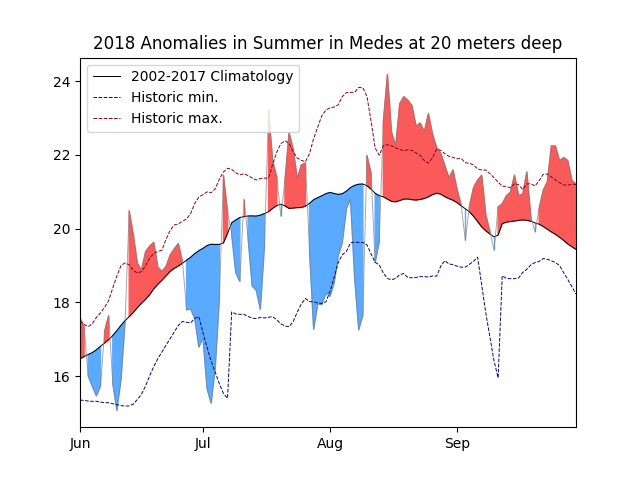 2018 Anomalies in Summer in Medes at 20 meters deep
2002-2017 Climatology
Historic min.
Historic max.
24
22
20
18
16
Jun Jul Aug Sep